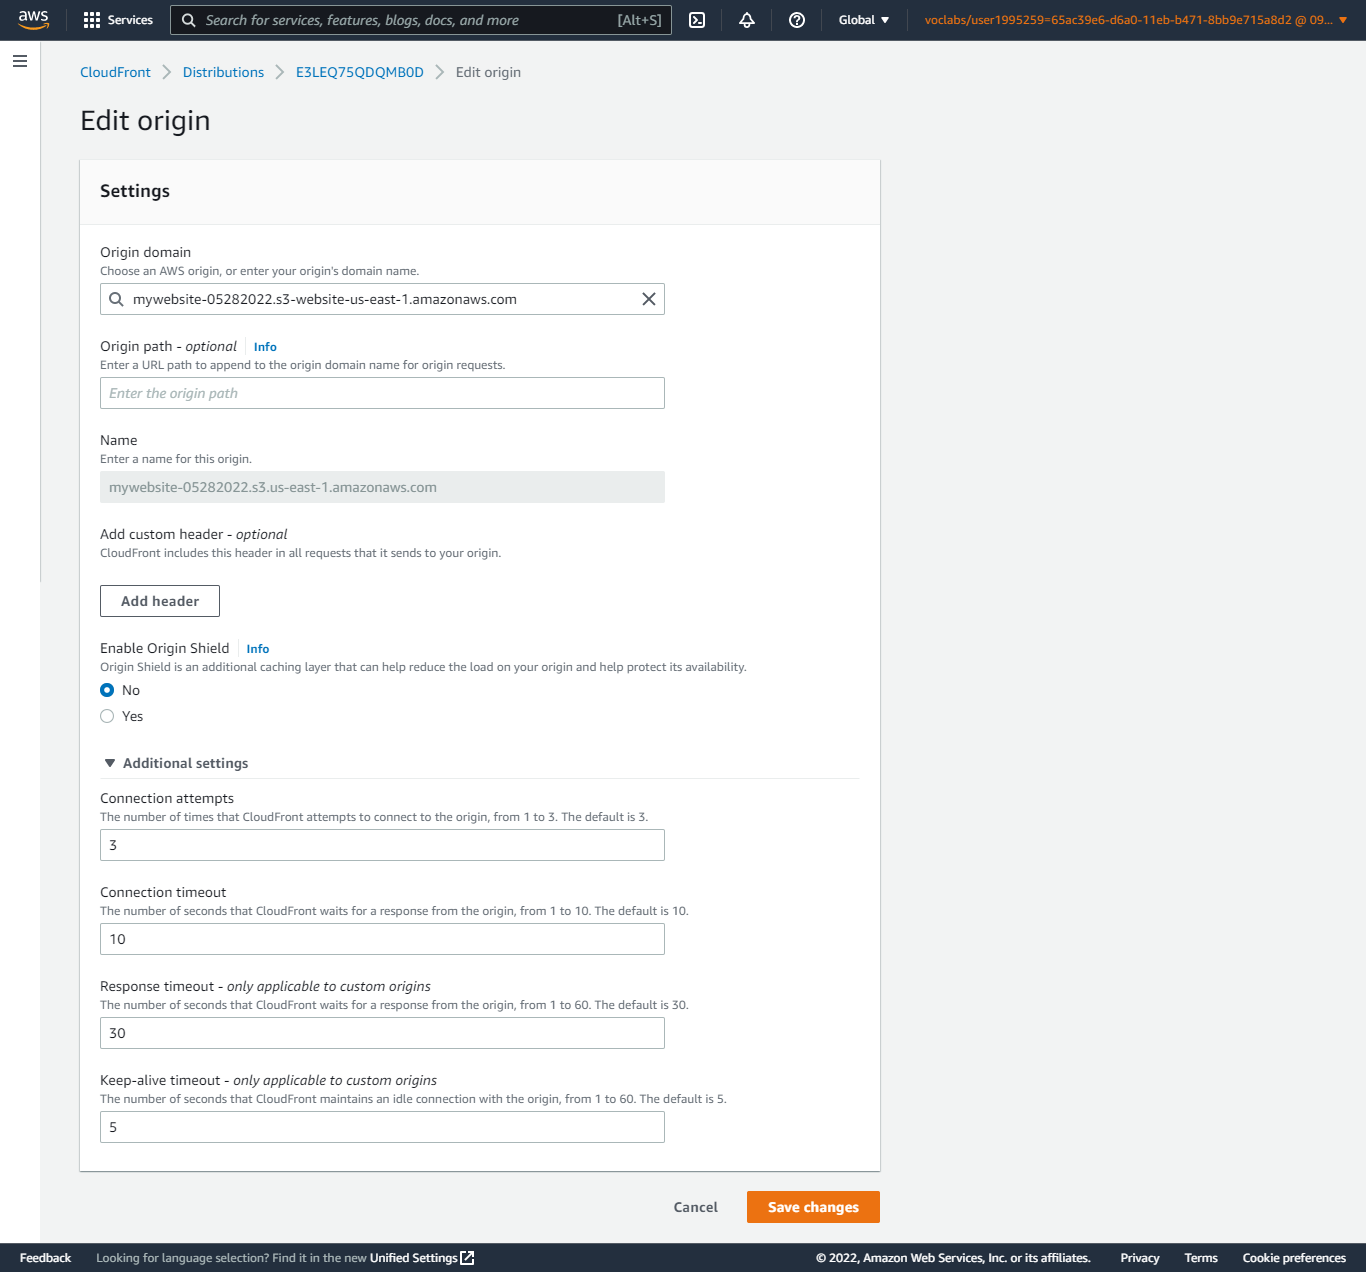 aws Services Search for services, features, blogs, docs, and more [Alt+S] Global voclabs/user1995259=65ac39e6-d6a0-11eb-b471-8bb9e715a8d2 @ 09...
CloudFront Distributions E3LEQ75QDQMB0D Edit origin
Edit origin
Settings
Origin domain
Choose an AWS origin, or enter your origin's domain name.
mywebsite-05282022.s3-website-us-east-1.amazonaws.com
Origin path - optional Info
Enter a URL path to append to the origin domain name for origin requests.
Enter the origin path
Name
Enter a name for this origin.
mywebsite-05282022.s3.us-east-1.amazonaws.com
Add custom header - optional
CloudFront includes this header in all requests that it sends to your origin.
Add header
Enable Origin Shield Info
Origin Shield is an additional caching layer that can help reduce the load on your origin and help protect its availability.
No
Yes
Additional settings
Connection attempts
The number of times that CloudFront attempts to connect to the origin, from 1 to 3. The default is 3.
3
Connection timeout
The number of seconds that CloudFront waits for a response from the origin, from 1 to 10. The default is 10.
10
Response timeout - only applicable to custom origins
The number of seconds that CloudFront waits for a response from the origin, from 1 to 60. The default is 30.
30
Keep-alive timeout - only applicable to custom origins
The number of seconds that CloudFront maintains an idle connection with the origin, from 1 to 60. The default is 5.
5
Cancel Save changes
Feedback Looking for language selection? Find it in the new Unified Settings © 2022, Amazon Web Services, Inc. or its affiliates. Privacy Terms Cookie preferences